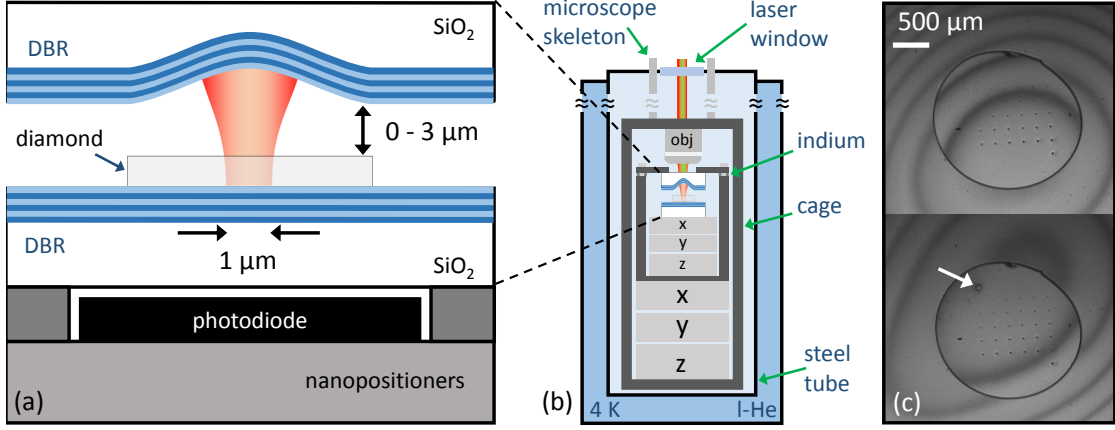 SiO2
DBR
0 - 3 μm
diamond
DBR
1 μm
SiO2
photodiode
nanopositioners
(a)
microscope
skeleton
laser
window
≈ ≈ ≈ ≈
obj
indium
cage
x
y
z
x
y
z
steel
tube
(b)
4 K
l-He
500 μm
(c)